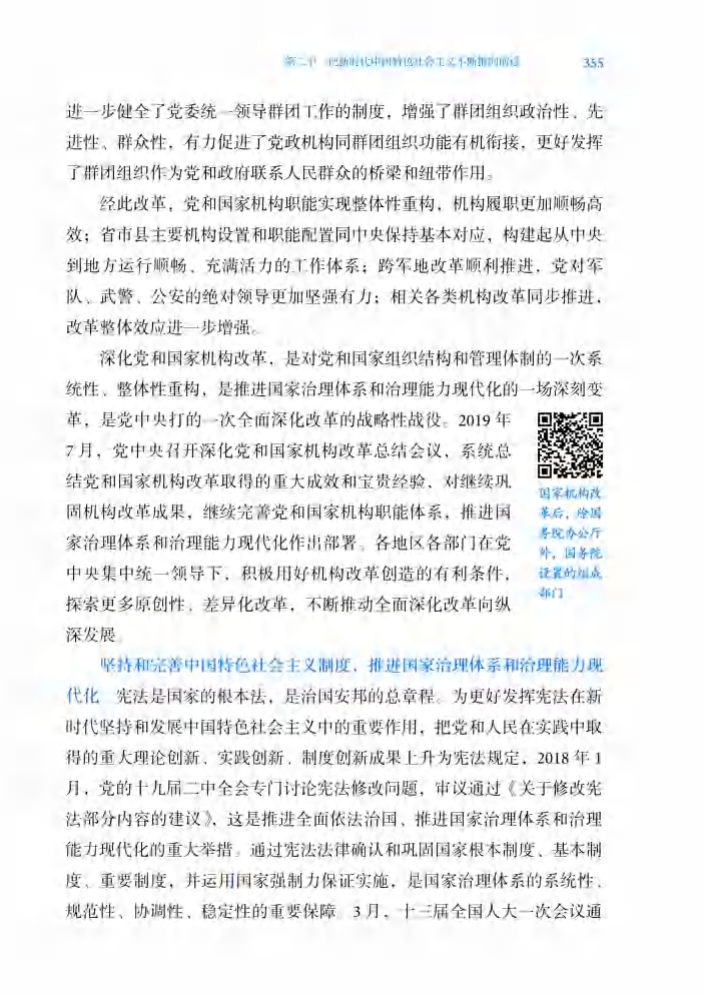 第二节 把新时代中国特色社会主义不断推向前进 355
进一步健全了党委统一领导群团工作的制度，增强了群团组织政治性、先
进性、群众性，有力促进了党政机构同群团组织功能有机衔接，更好发挥
了群团组织作为党和政府联系人民群众的桥梁和纽带作用。
经此改革，党和国家机构职能实现整体性重构，机构履职更加顺畅高
效；省市县主要机构设置和职能配置同中央保持基本对应，构建起从中央
到地方运行顺畅、充满活力的工作体系；跨军地改革顺利推进，党对军
队、武警、公安的绝对领导更加坚强有力；相关各类机构改革同步推进，
改革整体效应进一步增强。
深化党和国家机构改革，是对党和国家组织结构和管理体制的一次系
统性、整体性重构，是推进国家治理体系和治理能力现代化的一场深刻变
革，是党中央打的一次全面深化改革的战略性战役。2019 年
7 月，党中央召开深化党和国家机构改革总结会议，系统总
结党和国家机构改革取得的重大成效和宝贵经验，对继续巩
固机构改革成果，继续完善党和国家机构职能体系，推进国
家治理体系和治理能力现代化作出部署。各地区各部门在党
中央集中统一领导下，积极用好机构改革创造的有利条件，
探索更多原创性、差异化改革，不断推动全面深化改革向纵
深发展。
国家机构改
革后，除国
务院办公厅
外，国务院
设置的组成
部门
坚持和完善中国特色社会主义制度、推进国家治理体系和治理能力现
代化 宪法是国家的根本法，是治国安邦的总章程。为更好发挥宪法在新
时代坚持和发展中国特色社会主义中的重要作用，把党和人民在实践中取
得的重大理论创新、实践创新、制度创新成果上升为宪法规定，2018 年 1
月，党的十九届二中全会专门讨论宪法修改问题，审议通过《关于修改宪
法部分内容的建议》，这是推进全面依法治国、推进国家治理体系和治理
能力现代化的重大举措。通过宪法法律确认和巩固国家根本制度、基本制
度、重要制度，并运用国家强制力保证实施，是国家治理体系的系统性、
规范性、协调性、稳定性的重要保障。3 月，十三届全国人大一次会议通